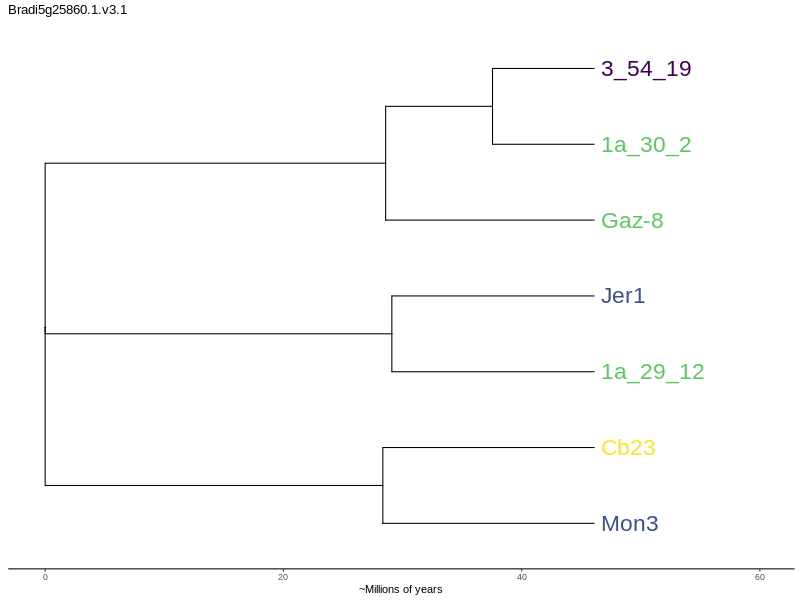 Bradi5g25860.1.v3.1
3_54_19
1a_30_2
Gaz-8
Jer1
1a_29_12
Cb23
Mon3
0 20 40 60
~Millions of years